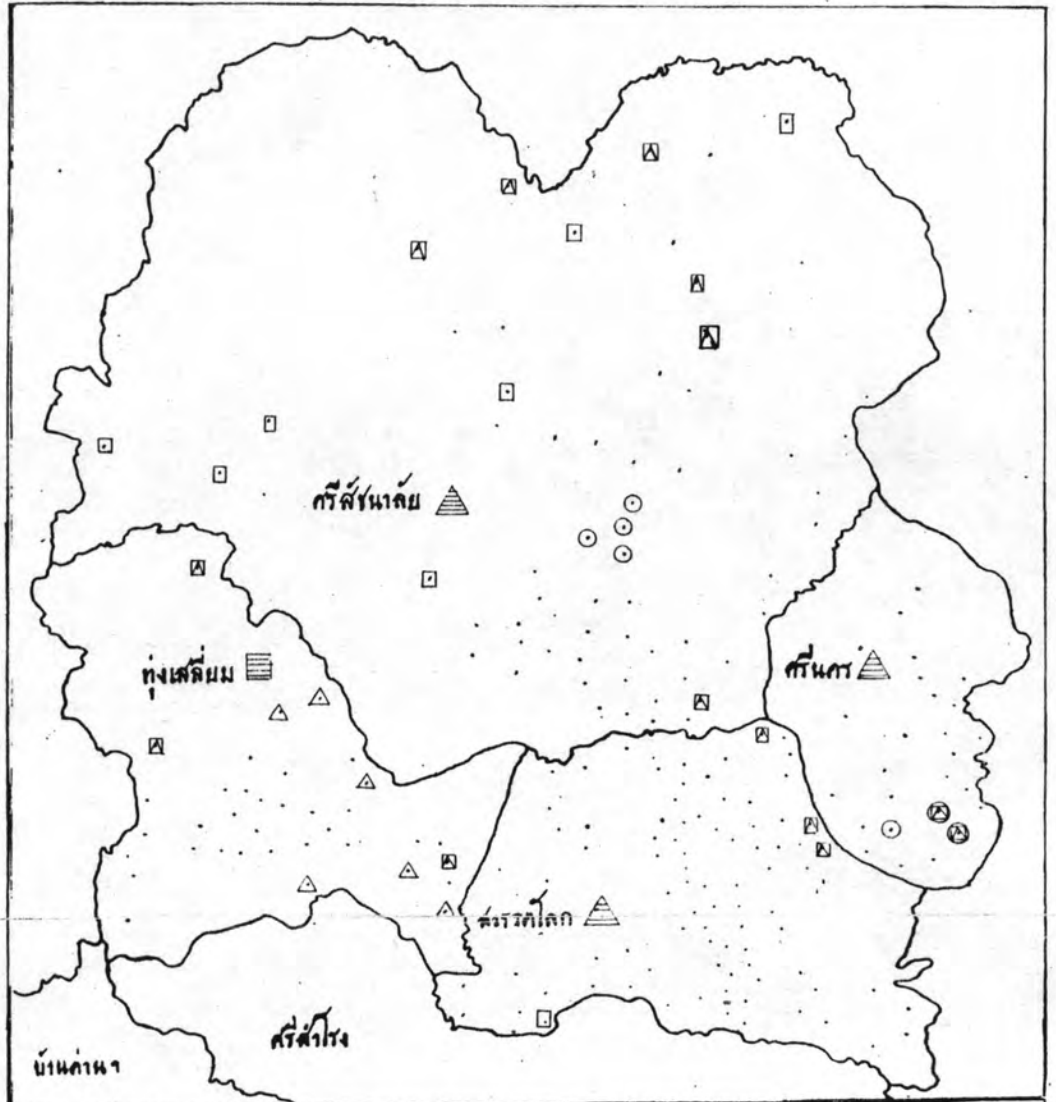 ศรีสัชนาลัย
ทุ่งเสลี่ยม
ศรีนคร
สวรรคโลก
ศรีสำโรง
บ้านด่านฯ